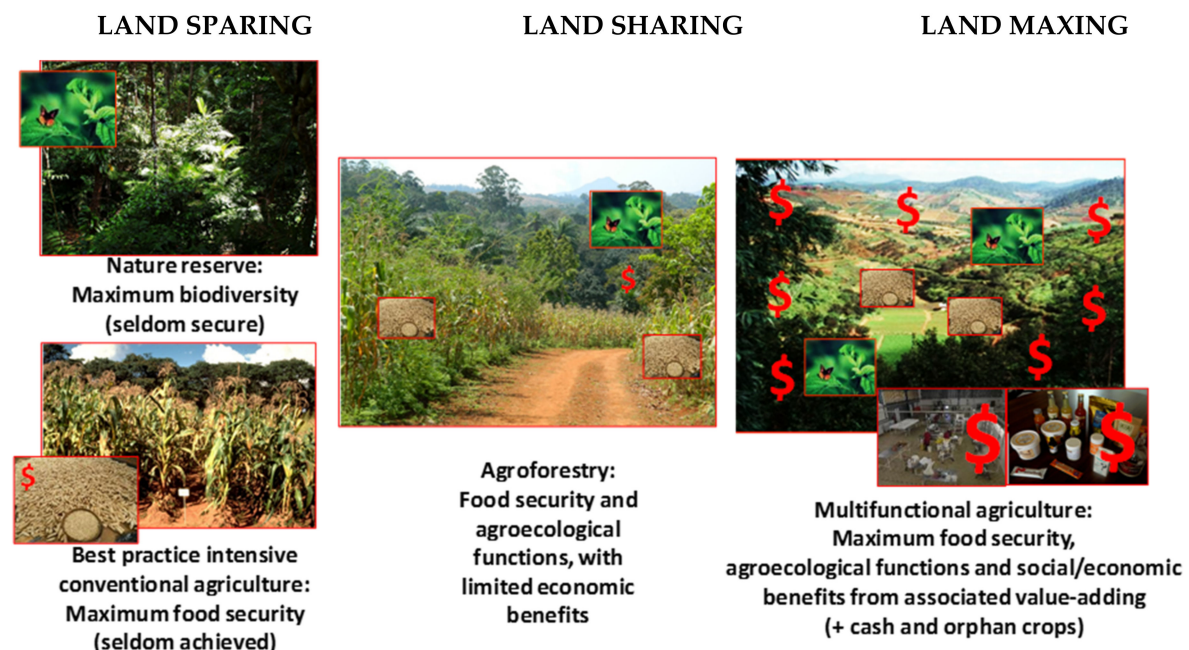 LAND SPARING
LAND SHARING
LAND MAXING
Nature reserve:
Maximum biodiversity
(seldom secure)
$
Best practice intensive
conventional agriculture:
Maximum food security
(seldom achieved)
$
Agroforestry:
Food security and
agroecological
functions, with
limited economic
benefits
$
$
$
$
$
$
$
$
$
Multifunctional agriculture:
Maximum food security,
agroecological functions and social/economic
benefits from associated value-adding
(+ cash and orphan crops)